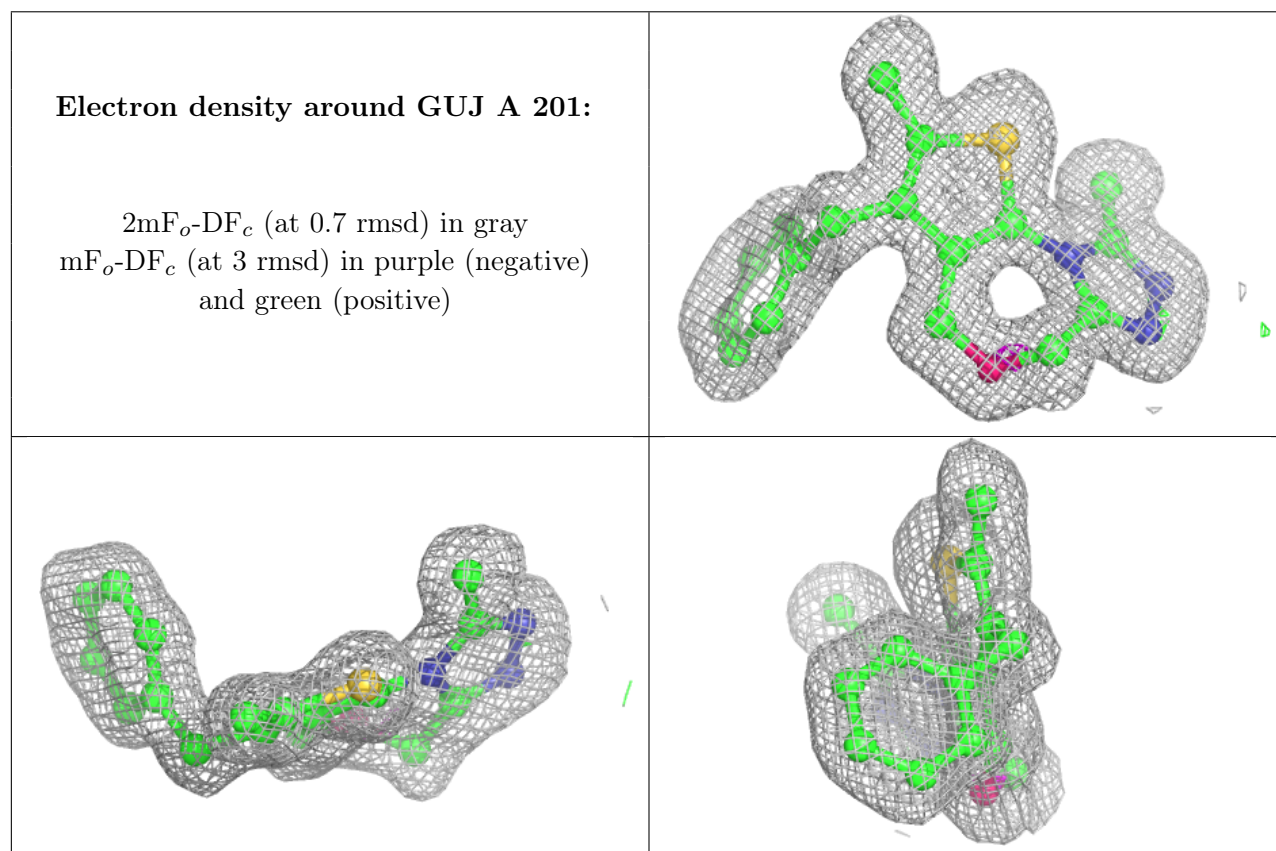 Electron density around GUJ A 201:
2mFo-DFc (at 0.7 rmsd) in gray
mFo-DFc (at 3 rmsd) in purple (negative)
and green (positive)